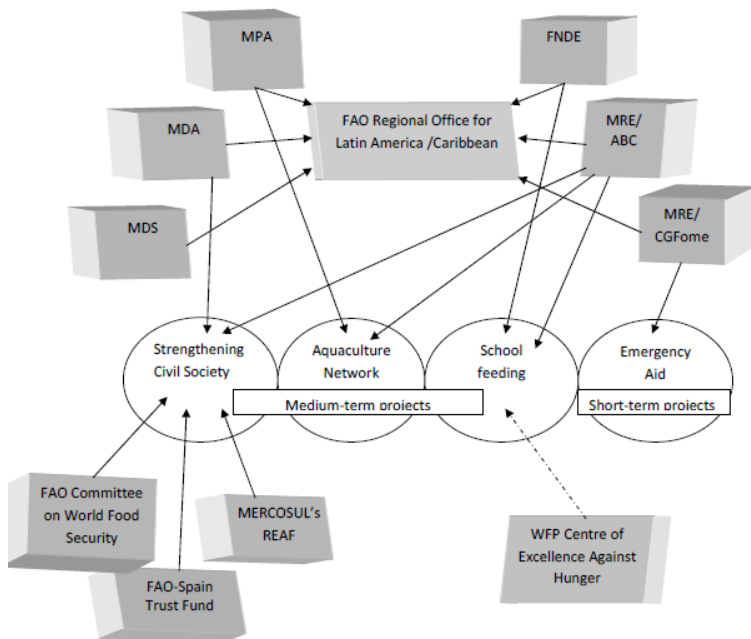 MPA
FNDE
FAO Regional Office for
Latin America /Caribbean
MDA
MRE/
ABC
MDS
MRE/
CGFome
Strengthening
Civil Society
Aquaculture
Network
School
feeding
Emergency
Aid
Medium-term projects
Short-term projects
FAO Committee
on World Food
Security
MERCOSUL’s
REAF
FAO-Spain
Trust Fund
WFP Centre of
Excellence Against
Hunger